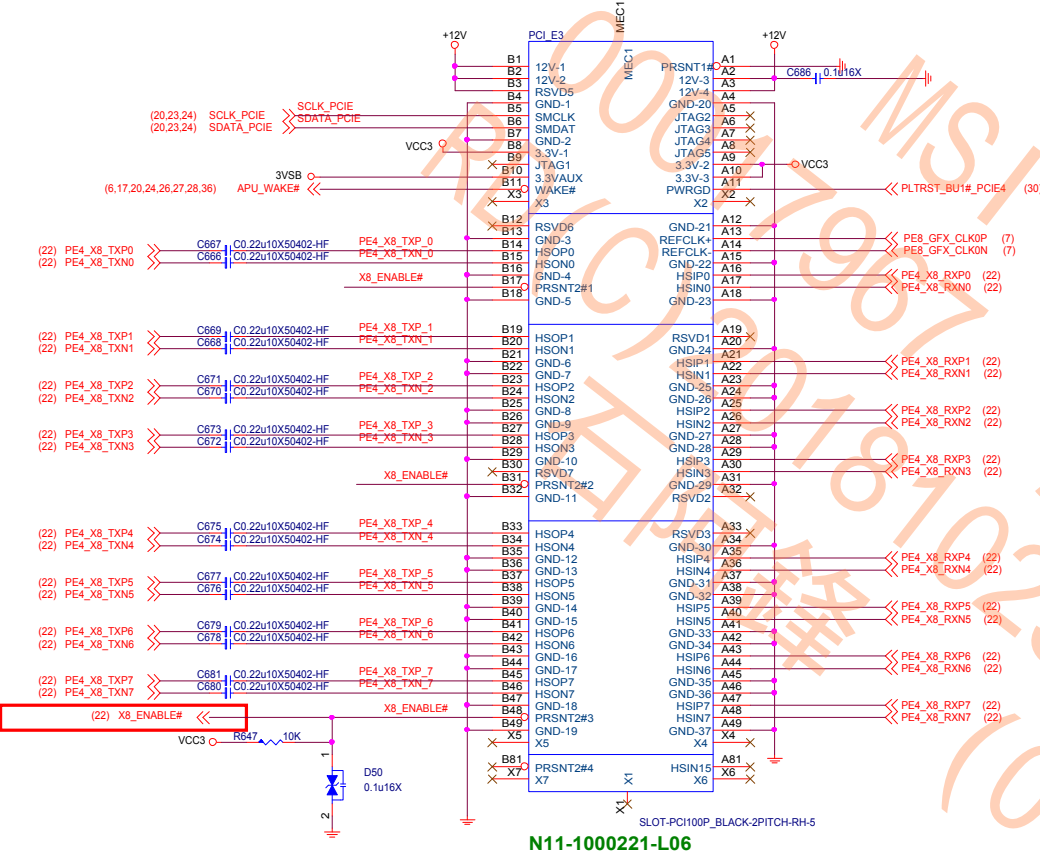 MEC1
+12V
PCI_E3
+12V
MEC1
B1 12V-1 PRSNT1# A1
B2 12V-2 12V-3 A2 C686 0.1u16X
B3 RSVD5 12V-4 A3
B4 GND-1 GND-20 A4
(20,23,24) SCLK_PCIE SCLK_PCIE B5 SMCLK JTAG2 A5
(20,23,24) SDATA_PCIE SDATA_PCIE B6 SMDAT JTAG3 A6
B7 GND-2 JTAG4 A7
VCC3 B8 3.3V-1 JTAG5 A8
B9 JTAG1 3.3V-2 A9 VCC3
3VSB B10 3.3VAUX 3.3V-3 A10
(6,17,20,24,26,27,28,36) APU_WAKE# B11 WAKE# PWRGD A11 PLTRST_BU1#_PCIE4 (30)
X3 X3 X2 X2
B12 RSVD6 GND-21 A12
B13 GND-3 REFCLK+ A13 PE8_GFX_CLK0P (7)
(22) PE4_X8_TXP0 C667 C0.22u10X50402-HF PE4_X8_TXP_0 B14 HSOP0 REFCLK- A14 PE8_GFX_CLK0N (7)
(22) PE4_X8_TXN0 C666 C0.22u10X50402-HF PE4_X8_TXN_0 B15 HSON0 GND-22 A15
B16 GND-4 HSIP0 A16 PE4_X8_RXP0 (22)
X8_ENABLE# B17 PRSNT2#1 HSIN0 A17 PE4_X8_RXN0 (22)
B18 GND-5 GND-23 A18
(22) PE4_X8_TXP1 C669 C0.22u10X50402-HF PE4_X8_TXP_1 B19 HSOP1 RSVD1 A19
(22) PE4_X8_TXN1 C668 C0.22u10X50402-HF PE4_X8_TXN_1 B20 HSON1 GND-24 A20
B21 GND-6 HSIP1 A21 PE4_X8_RXP1 (22)
B22 GND-7 HSIN1 A22 PE4_X8_RXN1 (22)
(22) PE4_X8_TXP2 C671 C0.22u10X50402-HF PE4_X8_TXP_2 B23 HSOP2 GND-25 A23
(22) PE4_X8_TXN2 C670 C0.22u10X50402-HF PE4_X8_TXN_2 B24 HSON2 GND-26 A24
B25 GND-8 HSIP2 A25 PE4_X8_RXP2 (22)
B26 GND-9 HSIN2 A26 PE4_X8_RXN2 (22)
(22) PE4_X8_TXP3 C673 C0.22u10X50402-HF PE4_X8_TXP_3 B27 HSOP3 GND-27 A27
(22) PE4_X8_TXN3 C672 C0.22u10X50402-HF PE4_X8_TXN_3 B28 HSON3 GND-28 A28
B29 GND-10 HSIP3 A29 PE4_X8_RXP3 (22)
B30 RSVD7 HSIN3 A30 PE4_X8_RXN3 (22)
X8_ENABLE# B31 PRSNT2#2 GND-29 A31
B32 GND-11 RSVD2 A32
(22) PE4_X8_TXP4 C675 C0.22u10X50402-HF PE4_X8_TXP_4 B33 HSOP4 RSVD3 A33
(22) PE4_X8_TXN4 C674 C0.22u10X50402-HF PE4_X8_TXN_4 B34 HSON4 GND-30 A34
B35 GND-12 HSIP4 A35 PE4_X8_RXP4 (22)
B36 GND-13 HSIN4 A36 PE4_X8_RXN4 (22)
(22) PE4_X8_TXP5 C677 C0.22u10X50402-HF PE4_X8_TXP_5 B37 HSOP5 GND-31 A37
(22) PE4_X8_TXN5 C676 C0.22u10X50402-HF PE4_X8_TXN_5 B38 HSON5 GND-32 A38
B39 GND-14 HSIP5 A39 PE4_X8_RXP5 (22)
B40 GND-15 HSIN5 A40 PE4_X8_RXN5 (22)
(22) PE4_X8_TXP6 C679 C0.22u10X50402-HF PE4_X8_TXP_6 B41 HSOP6 GND-33 A41
(22) PE4_X8_TXN6 C678 C0.22u10X50402-HF PE4_X8_TXN_6 B42 HSON6 GND-34 A42
B43 GND-16 HSIP6 A43 PE4_X8_RXP6 (22)
B44 GND-17 HSIN6 A44 PE4_X8_RXN6 (22)
(22) PE4_X8_TXP7 C681 C0.22u10X50402-HF PE4_X8_TXP_7 B45 HSOP7 GND-35 A45
(22) PE4_X8_TXN7 C680 C0.22u10X50402-HF PE4_X8_TXN_7 B46 HSON7 GND-36 A46
B47 GND-18 HSIP7 A47 PE4_X8_RXP7 (22)
(22) X8_ENABLE# X8_ENABLE# B48 PRSNT2#3 HSIN7 A48 PE4_X8_RXN7 (22)
B49 GND-19 GND-37 A49
VCC3 R647 10K X5 X5 X4 X4
1 B81 PRSNT2#4 HSIN15 A81
D50 X7 X7 X6 X6
0.1u16X X1
2 X1
SLOT-PCI100P_BLACK-2PITCH-RH-5
N11-1000221-L06
MSI